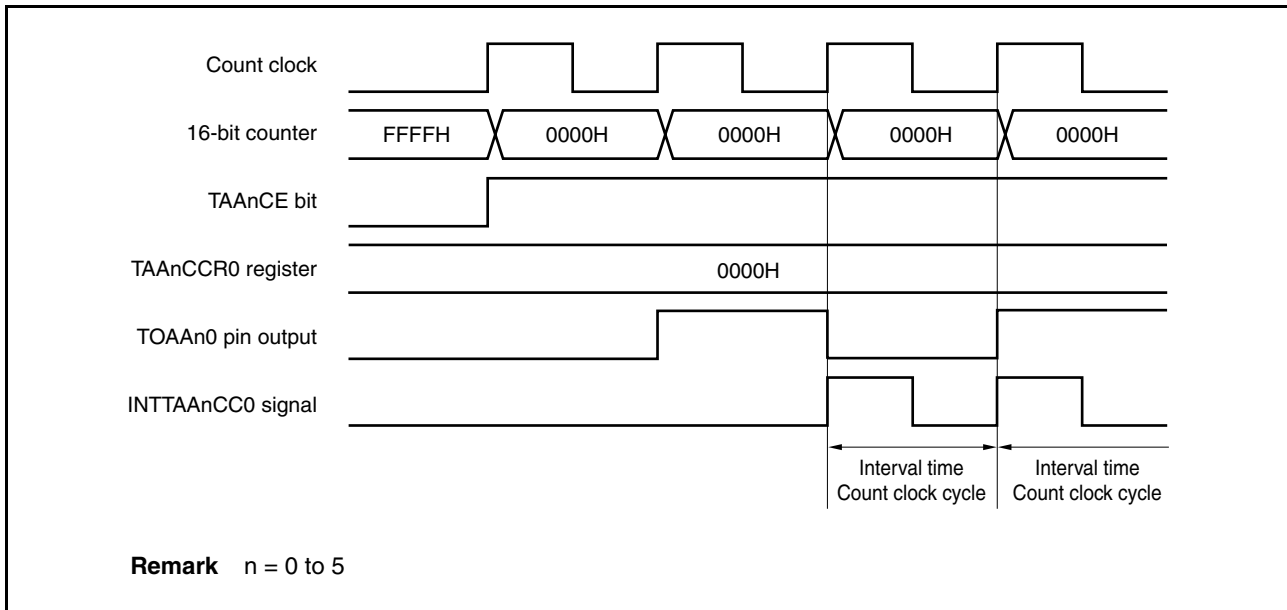 Count clock
16-bit counter FFFFH 0000H 0000H 0000H 0000H
TAAnCE bit
TAAnCCR0 register 0000H
TOAAn0 pin output
INTTAAnCC0 signal
Interval time Interval time
Count clock cycle Count clock cycle
Remark n = 0 to 5